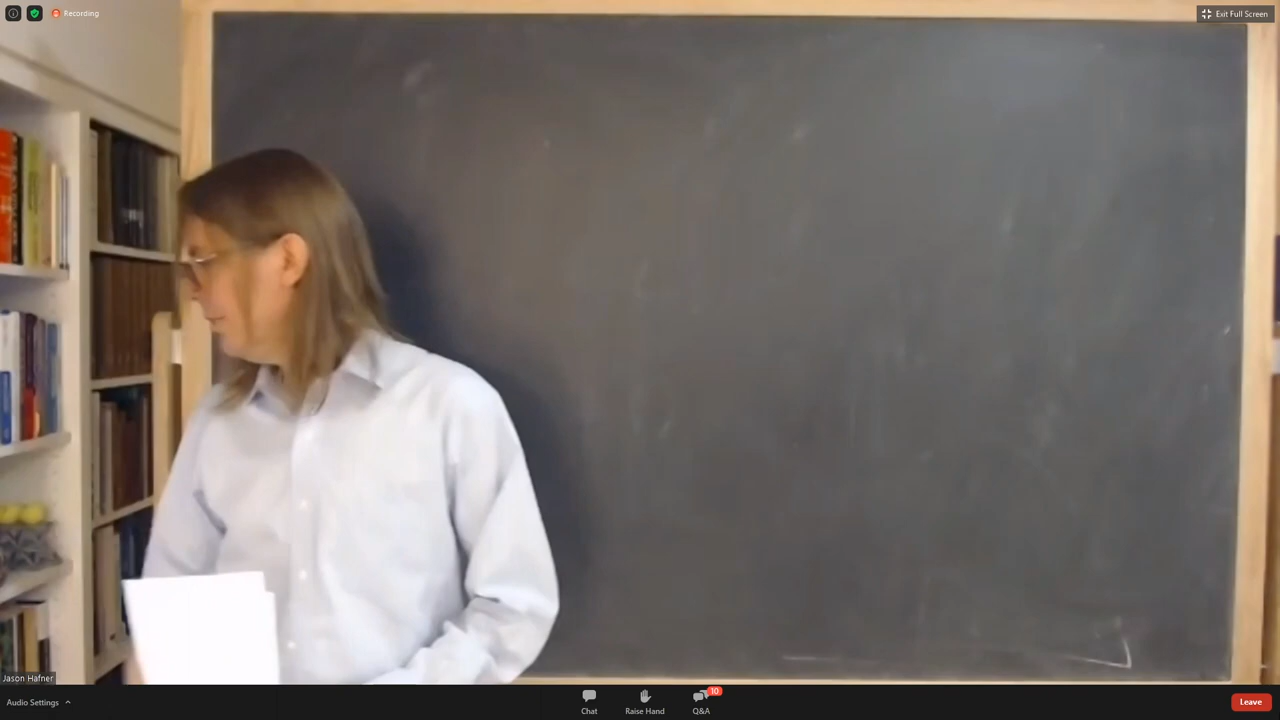 Recording
Exit Full Screen
Jason Hafner
Audio Settings
Chat
Raise Hand
10
Q&A
Leave